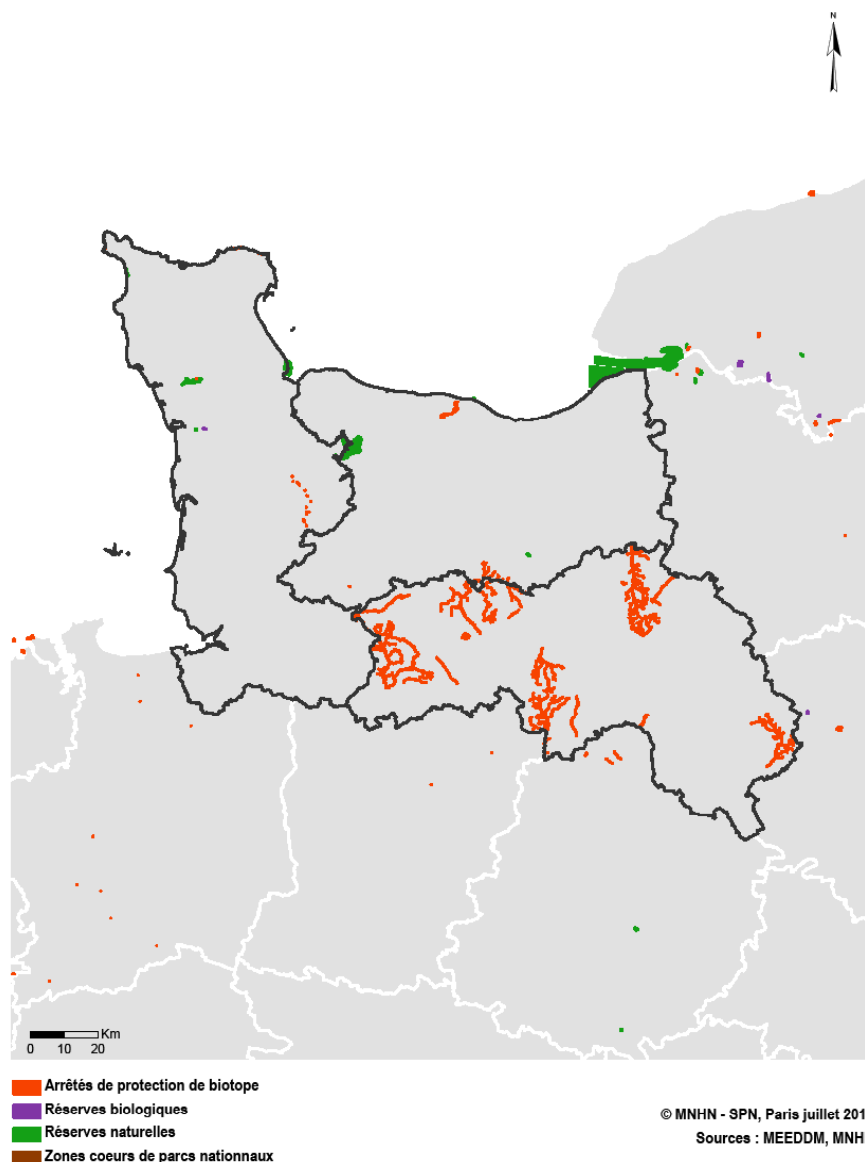 N
Km
0 10 20
Arrêtés de protection de biotope
Réserves biologiques
Réserves naturelles
Zones coeurs de parcs nationnaux
© MNHN - SPN, Paris juillet 201
Sources : MEEDDM, MNH